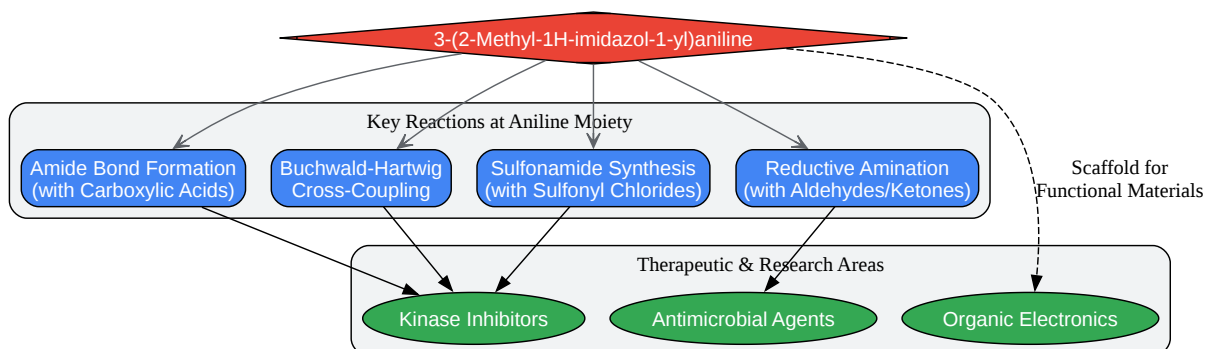 3-(2-Methyl-1H-imidazol-1-yl)aniline
Key Reactions at Aniline Moiety
Amide Bond Formation
(with Carboxylic Acids)
Buchwald-Hartwig
Cross-Coupling
Sulfonamide Synthesis
(with Sulfonyl Chlorides)
Reductive Amination
(with Aldehydes/Ketones)
Scaffold for
Functional Materials
Therapeutic & Research Areas
Kinase Inhibitors
Antimicrobial Agents
Organic Electronics